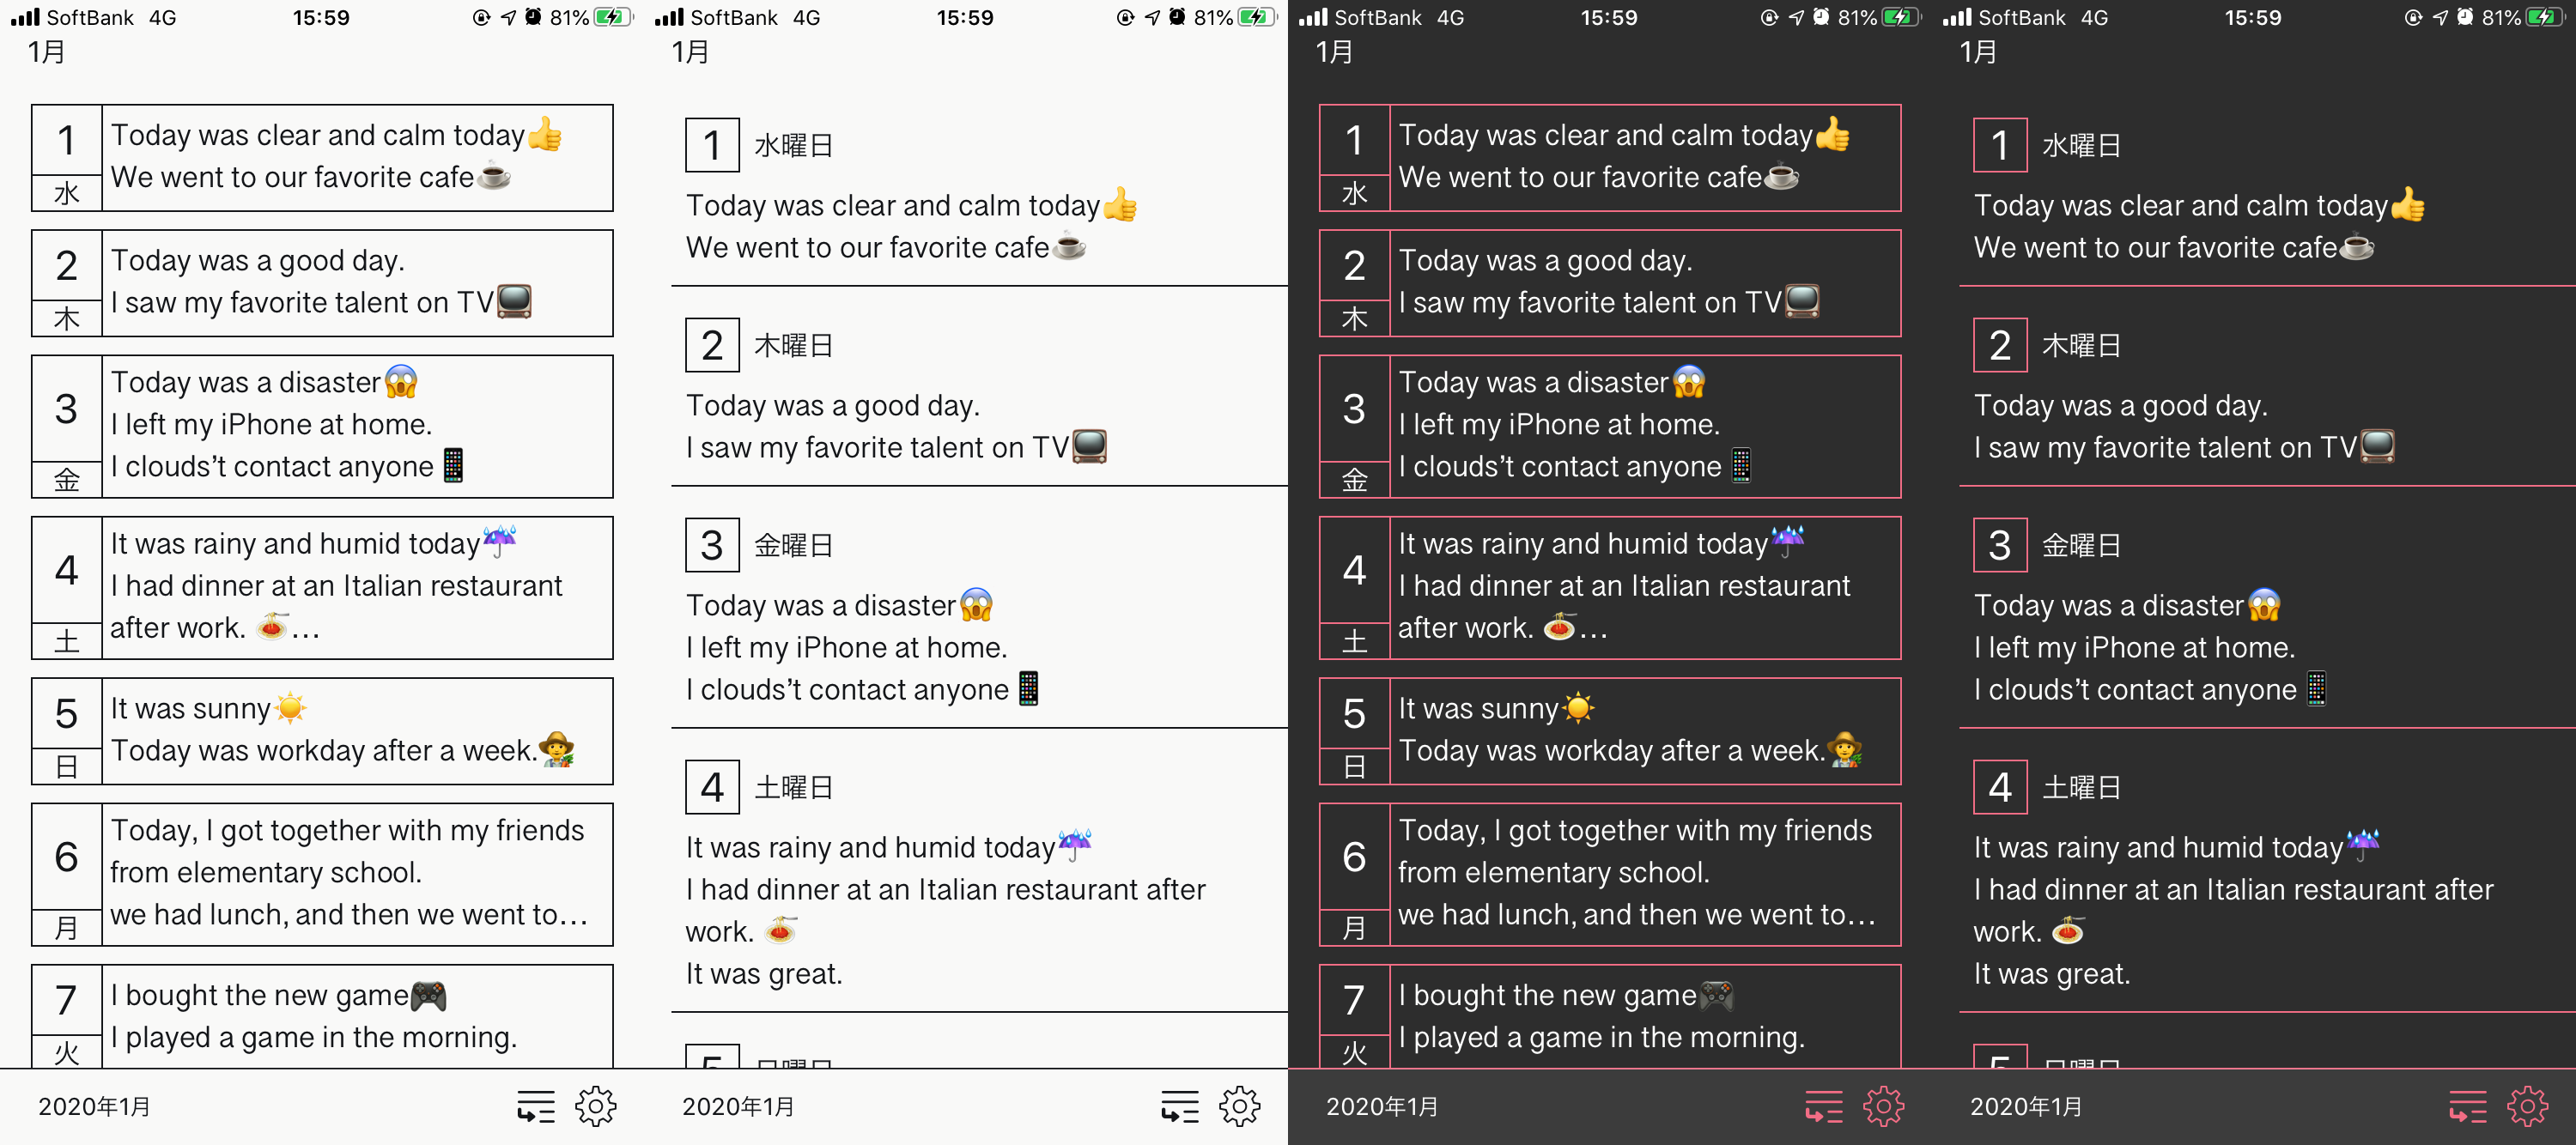 SoftBank 4G 15:59 81%
1月
1
水
Today was clear and calm today👍
We went to our favorite cafe☕
2
木
Today was a good day.
I saw my favorite talent on TV📺
3
金
Today was a disaster😱
I left my iPhone at home.
I clouds’t contact anyone📱
4
土
It was rainy and humid today☔
I had dinner at an Italian restaurant
after work. 🍝…
5
日
It was sunny☀️
Today was workday after a week.🧑‍🌾
6
月
Today, I got together with my friends
from elementary school.
we had lunch, and then we went to…
7
火
I bought the new game🎮
I played a game in the morning.
2020年1月
SoftBank 4G 15:59 81%
1月
1 水曜日
Today was clear and calm today👍
We went to our favorite cafe☕
2 木曜日
Today was a good day.
I saw my favorite talent on TV📺
3 金曜日
Today was a disaster😱
I left my iPhone at home.
I clouds’t contact anyone📱
4 土曜日
It was rainy and humid today☔
I had dinner at an Italian restaurant after
work. 🍝
It was great.
5 日曜日
2020年1月
SoftBank 4G 15:59 81%
1月
1
水
Today was clear and calm today👍
We went to our favorite cafe☕
2
木
Today was a good day.
I saw my favorite talent on TV📺
3
金
Today was a disaster😱
I left my iPhone at home.
I clouds’t contact anyone📱
4
土
It was rainy and humid today☔
I had dinner at an Italian restaurant
after work. 🍝…
5
日
It was sunny☀️
Today was workday after a week.🧑‍🌾
6
月
Today, I got together with my friends
from elementary school.
we had lunch, and then we went to…
7
火
I bought the new game🎮
I played a game in the morning.
2020年1月
SoftBank 4G 15:59 81%
1月
1 水曜日
Today was clear and calm today👍
We went to our favorite cafe☕
2 木曜日
Today was a good day.
I saw my favorite talent on TV📺
3 金曜日
Today was a disaster😱
I left my iPhone at home.
I clouds’t contact anyone📱
4 土曜日
It was rainy and humid today☔
I had dinner at an Italian restaurant after
work. 🍝
It was great.
5 日曜日
2020年1月